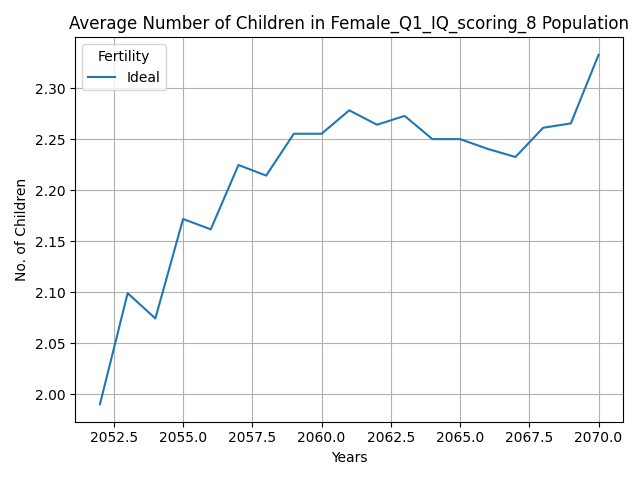 Average Number of Children in Female_Q1_IQ_scoring_8 Population
Fertility
Ideal
No. of Children
2.30
2.25
2.20
2.15
2.10
2.05
2.00
2052.5 2055.0 2057.5 2060.0 2062.5 2065.0 2067.5 2070.0
Years